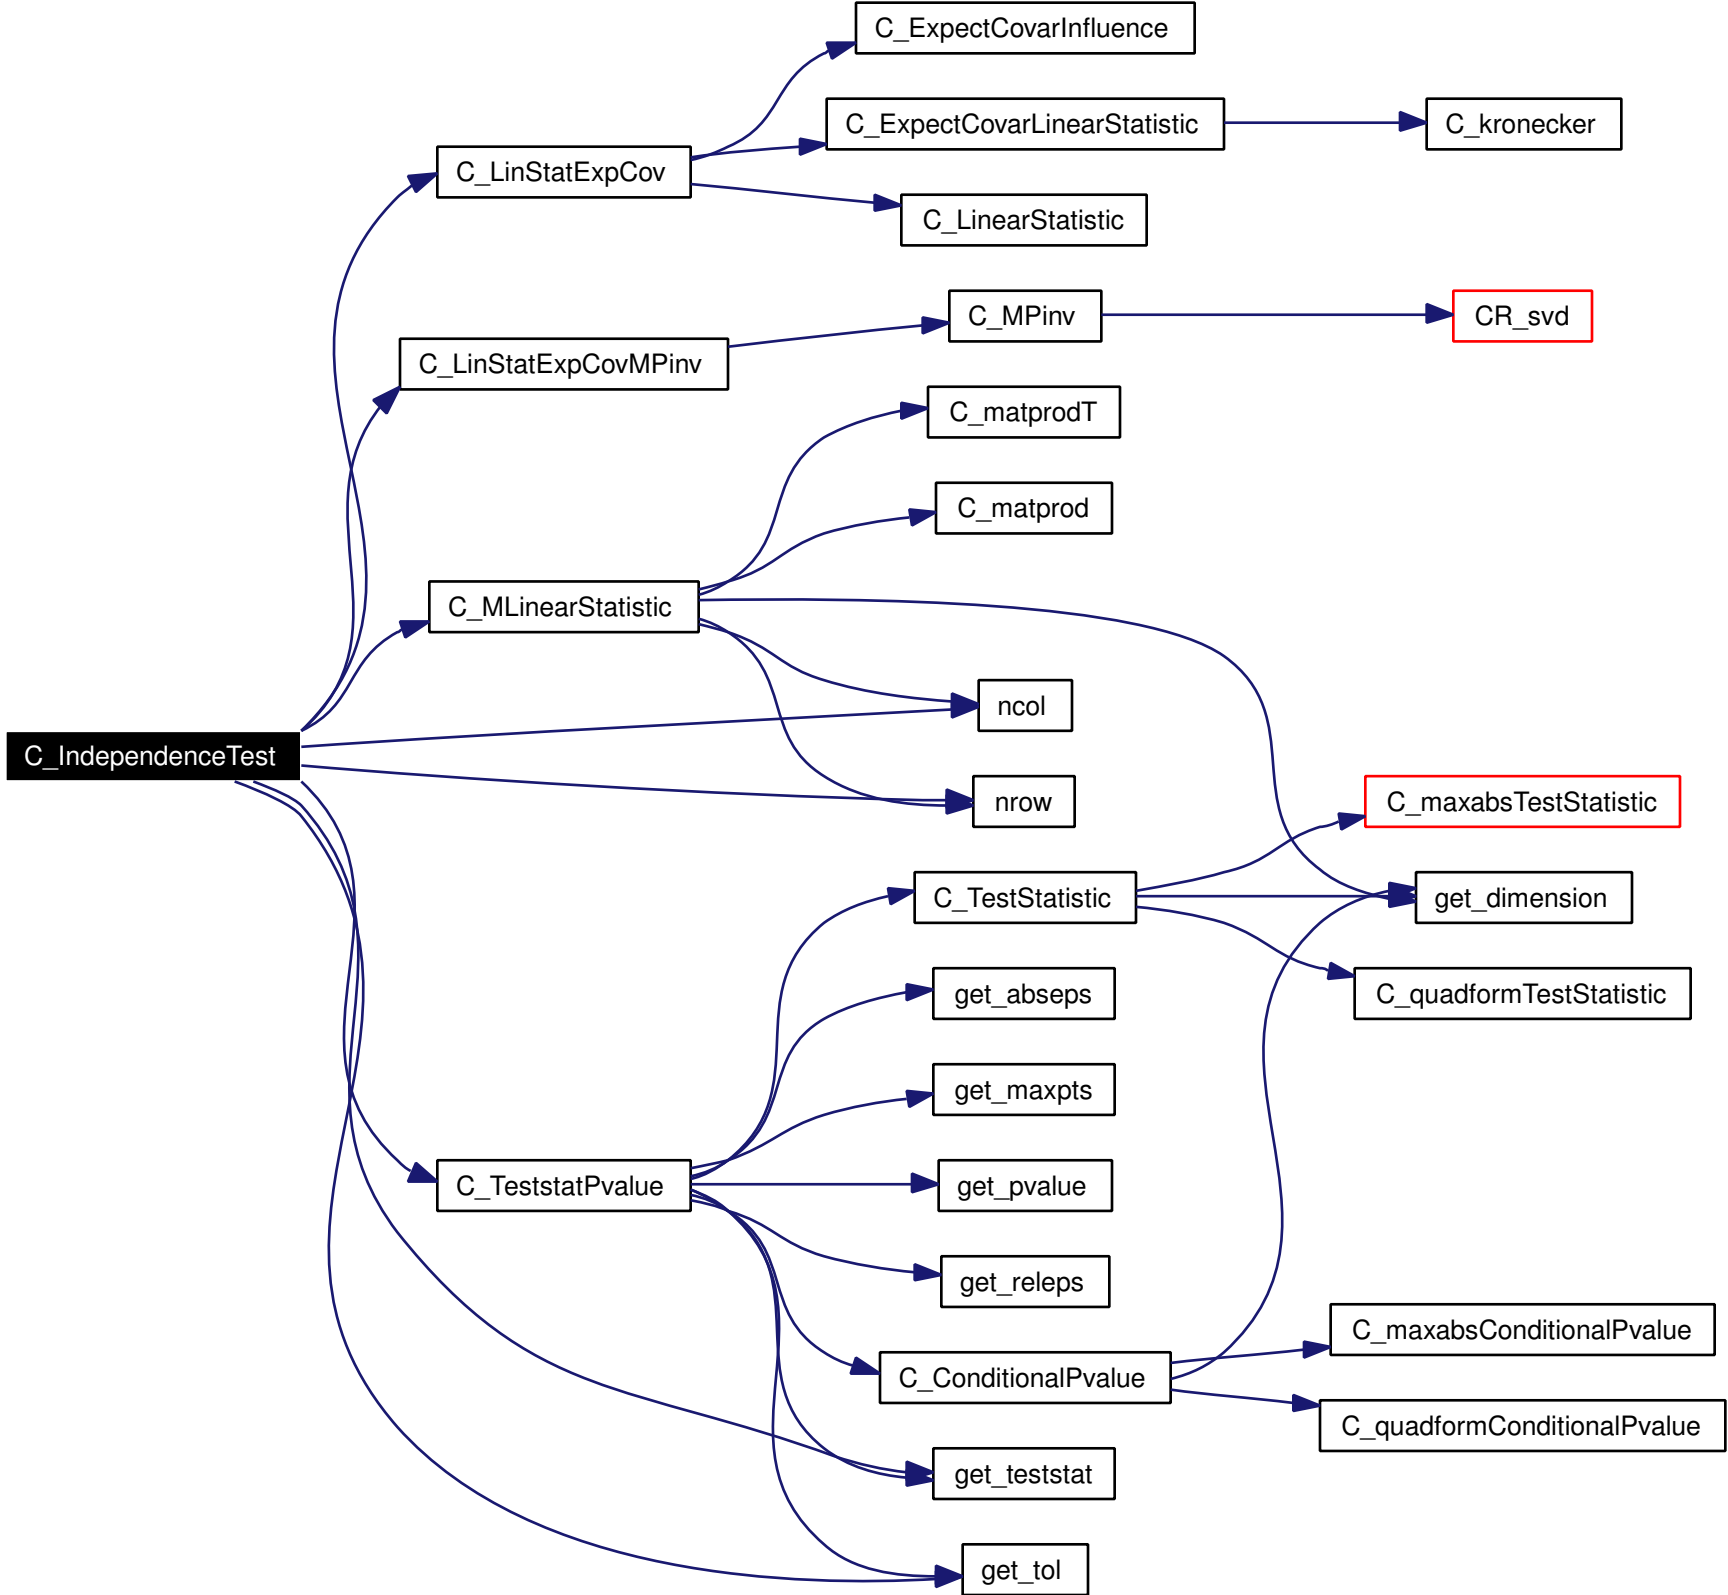 C_ExpectCovarInfluence
C_ExpectCovarLinearStatistic
C_kronecker
C_LinStatExpCov
C_LinearStatistic
C_MPinv
CR_svd
C_LinStatExpCovMPinv
C_matprodT
C_matprod
C_MLinearStatistic
ncol
C_IndependenceTest
nrow
C_maxabsTestStatistic
C_TestStatistic
get_dimension
get_abseps
C_quadformTestStatistic
get_maxpts
C_TeststatPvalue
get_pvalue
get_releps
C_maxabsConditionalPvalue
C_ConditionalPvalue
C_quadformConditionalPvalue
get_teststat
get_tol